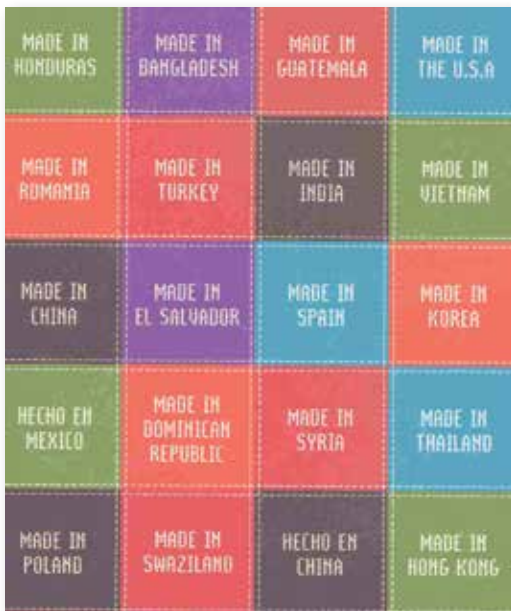 MADE IN
HONDURAS
MADE IN
BANGLADESH
MADE IN
GUATEMALA
MADE IN
THE U.S.A
MADE IN
ROMANIA
MADE IN
TURKEY
MADE IN
INDIA
MADE IN
VIETNAM
MADE IN
CHINA
MADE IN
EL SALVADOR
MADE IN
SPAIN
MADE IN
KOREA
HECHO EN
MEXICO
MADE IN
DOMINICAN
REPUBLIC
MADE IN
SYRIA
MADE IN
THAILAND
MADE IN
POLAND
MADE IN
SWAZILAND
HECHO EN
CHINA
MADE IN
HONG KONG